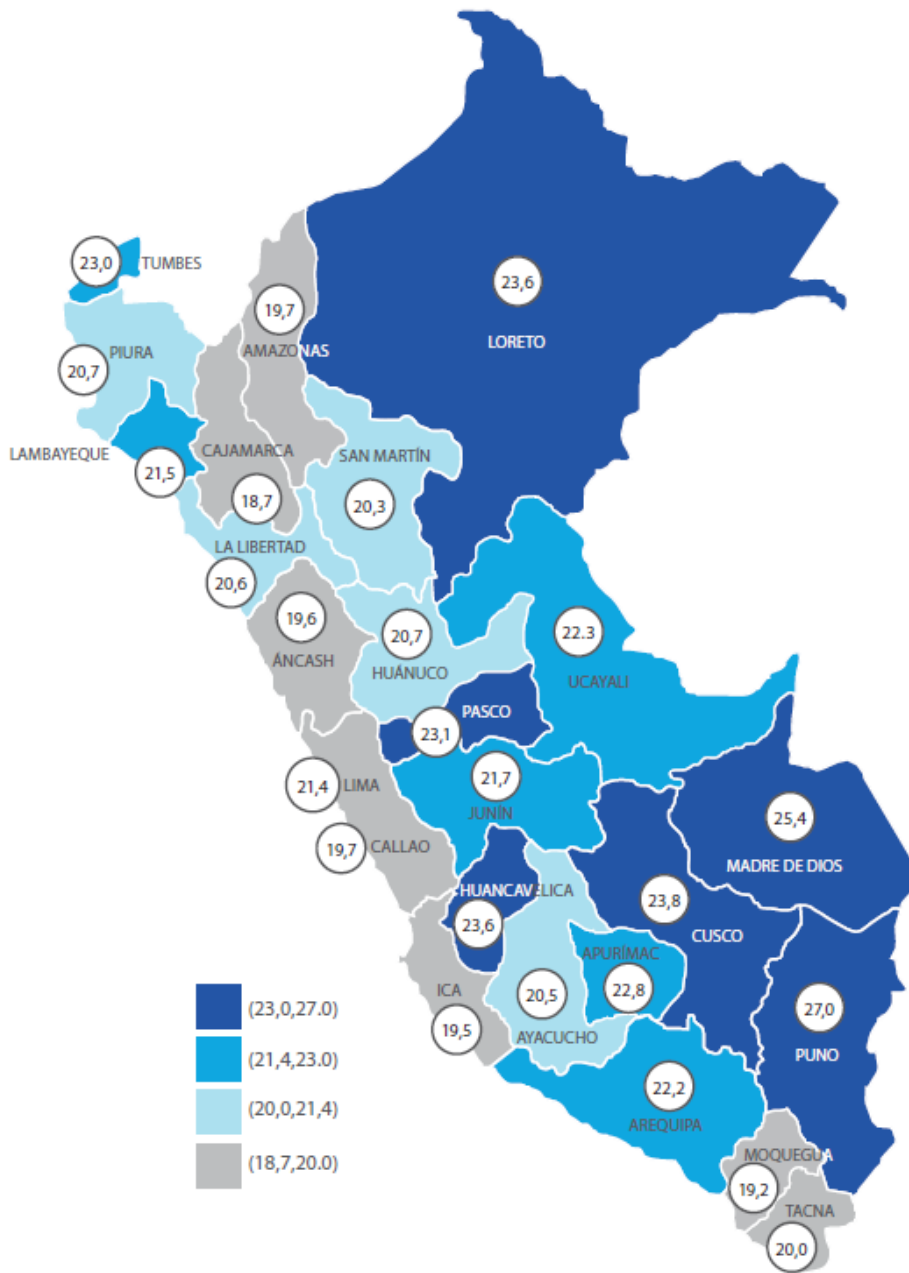 23,0
TUMBES
23,6
LORETO
19,7
AMAZONAS
PIURA
20,7
LAMBAYEQUE
21,5
CAJAMARCA
18,7
SAN MARTÍN
20,3
LA LIBERTAD
20,6
19,6
ÁNCASH
20,7
HUÁNUCO
22.3
UCAYALI
PASCO
23,1
21,4
LIMA
21,7
JUNÍN
19,7
CALLAO
25,4
MADRE DE DIOS
HUANCAVELICA
23,6
23,8
CUSCO
APURÍMAC
22,8
ICA
19,5
20,5
AYACUCHO
27,0
PUNO
22,2
AREQUIPA
MOQUEGUA
19,2
TACNA
20,0
(23,0,27.0)
(21,4,23.0)
(20,0,21.4)
(18,7,20.0)